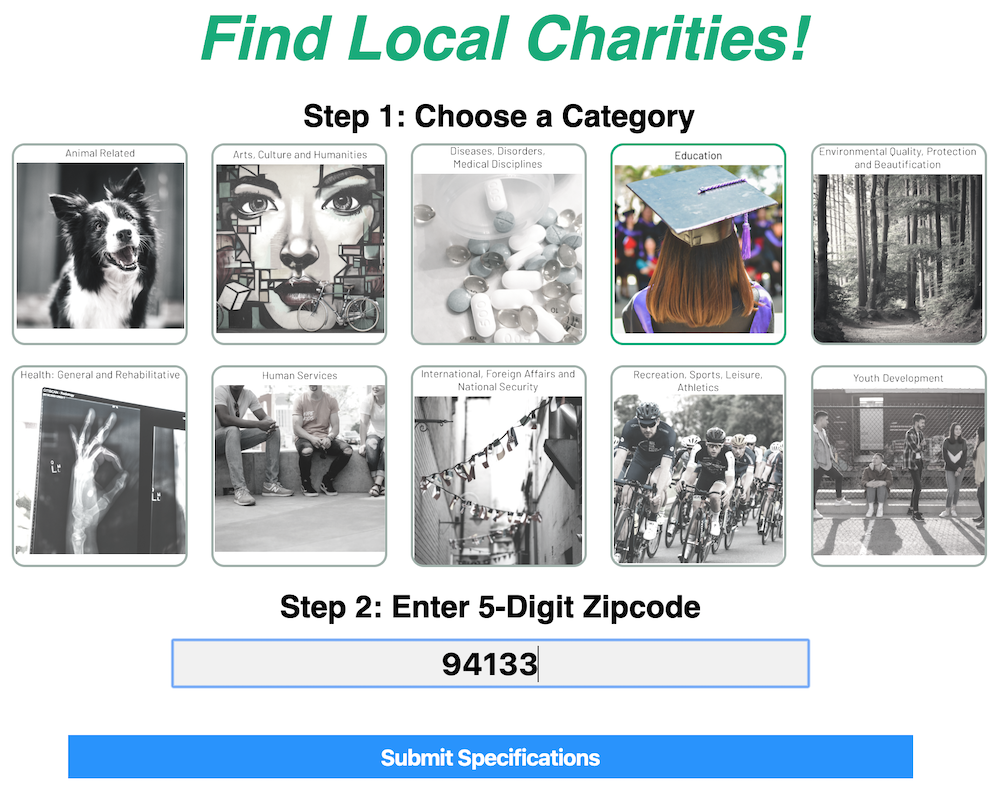 Find Local Charities!
Step 1: Choose a Category
Animal Related
Arts, Culture and Humanities
Diseases, Disorders,
Medical Disciplines
Education
Environmental Quality, Protection
and Beautification
Health: General and Rehabilitative
Human Services
International, Foreign Affairs and
National Security
Recreation, Sports, Leisure,
Athletics
Youth Development
Step 2: Enter 5-Digit Zipcode
94133
Submit Specifications